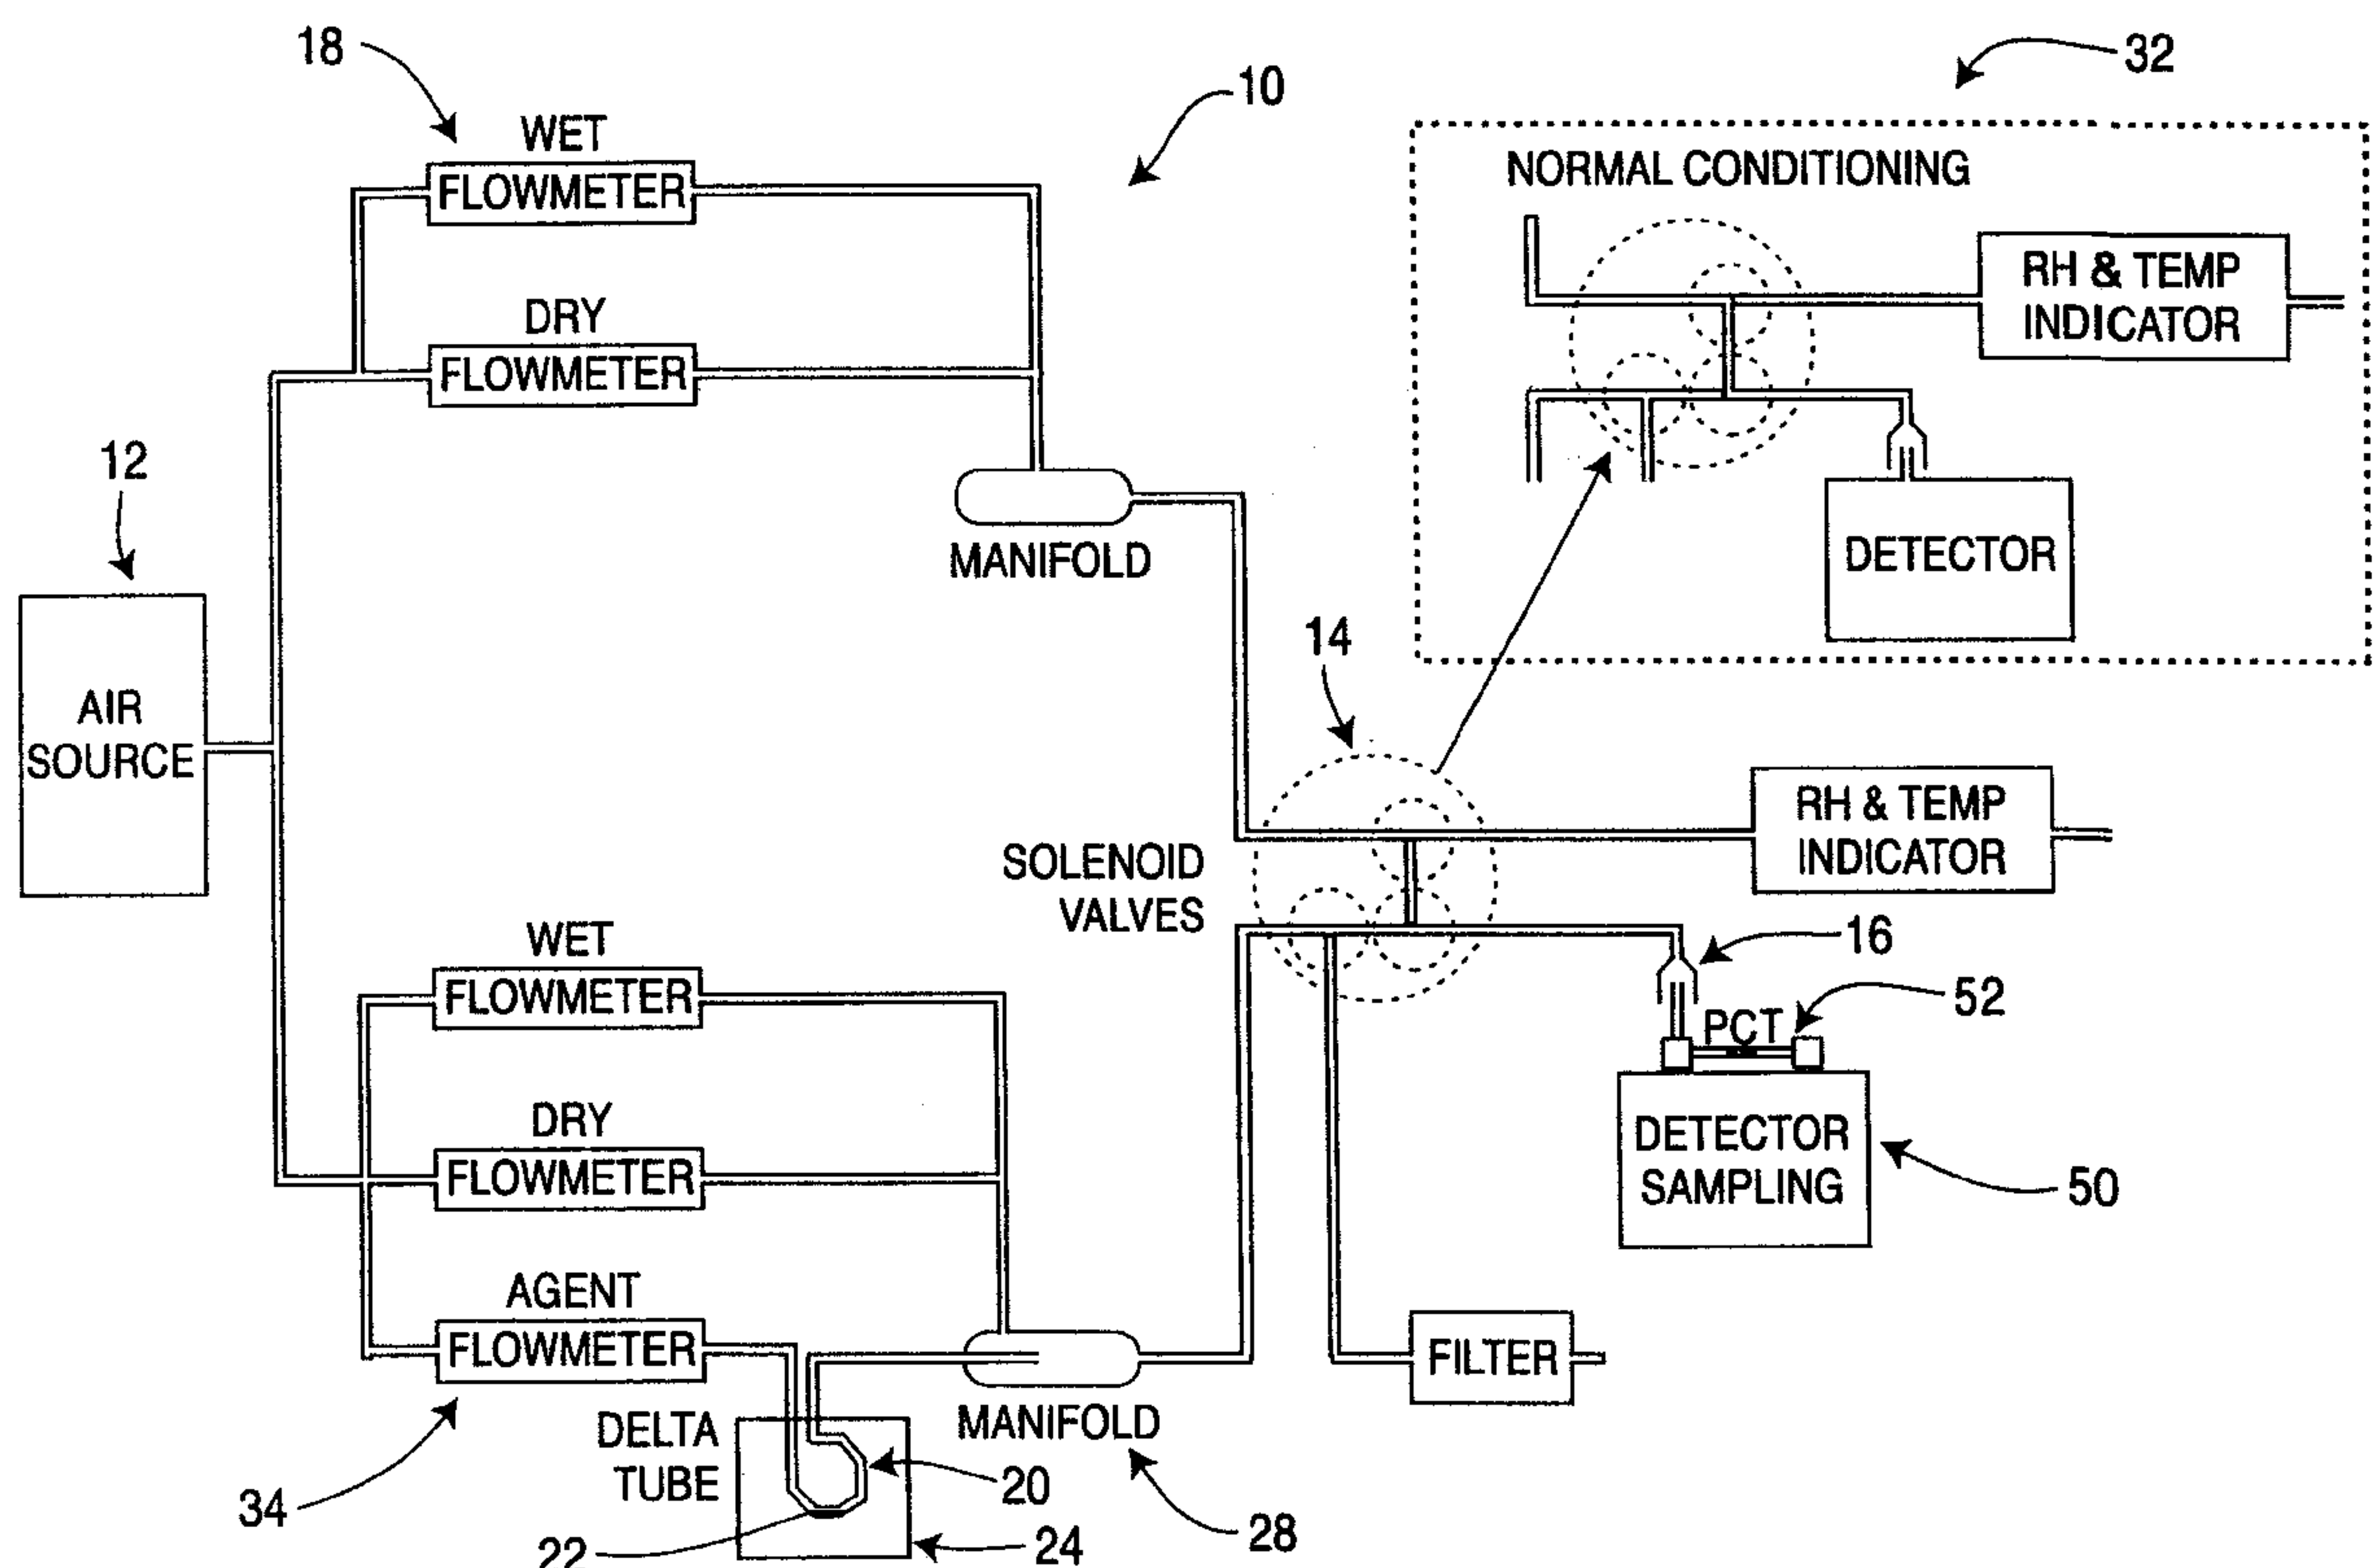 18
10
32
WET
FLOWMETER
NORMAL CONDITIONING
RH & TEMP
INDICATOR
DRY
FLOWMETER
12
MANIFOLD
DETECTOR
14
AIR
SOURCE
SOLENOID
VALVES
RH & TEMP
INDICATOR
16
52
PCT
WET
FLOWMETER
DRY
FLOWMETER
DETECTOR
SAMPLING
50
AGENT
FLOWMETER
FILTER
34
DELTA
TUBE
MANIFOLD
20
22
24
28